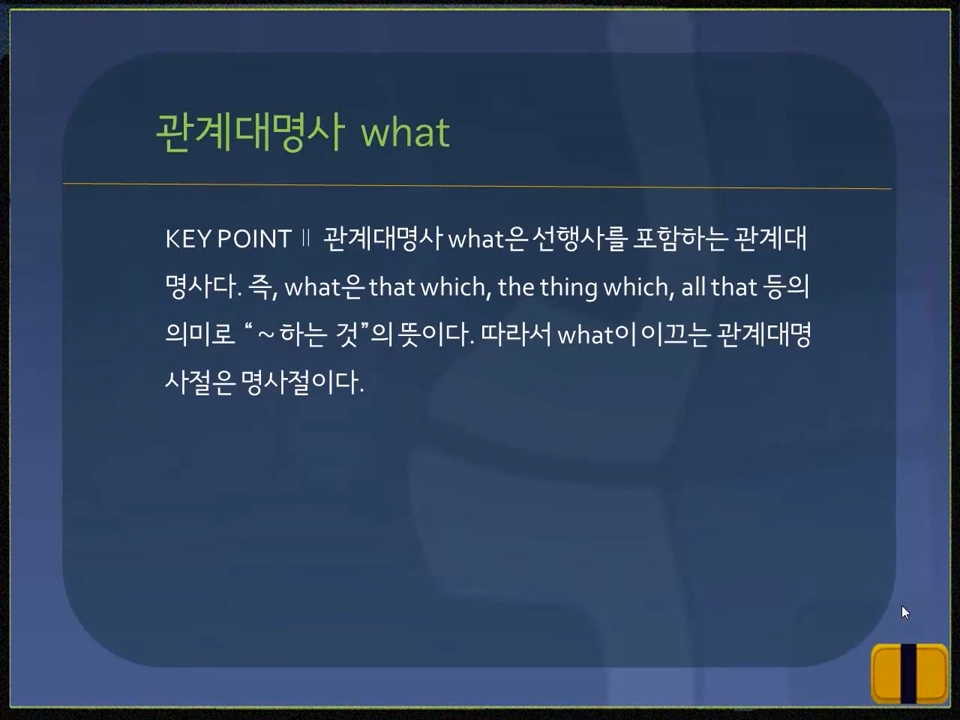 관계대명사 what
KEY POINT∥ 관계대명사 what은 선행사를 포함하는 관계대
명사다. 즉, what은 that which, the thing which, all that 등의
의미로 “~하는 것”의 뜻이다. 따라서 what이 이끄는 관계대명
사절은 명사절이다.